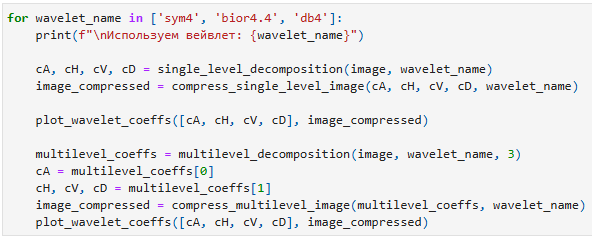 for wavelet_name in ['sym4', 'bior4.4', 'db4']:
    print(f"\nИспользуем вейвлет: {wavelet_name}")

    cA, cH, cV, cD = single_level_decomposition(image, wavelet_name)
    image_compressed = compress_single_level_image(cA, cH, cV, cD, wavelet_name)

    plot_wavelet_coeffs([cA, cH, cV, cD], image_compressed)

    multilevel_coeffs = multilevel_decomposition(image, wavelet_name, 3)
    cA = multilevel_coeffs[0]
    cH, cV, cD = multilevel_coeffs[1]
    image_compressed = compress_multilevel_image(multilevel_coeffs, wavelet_name)
    plot_wavelet_coeffs([cA, cH, cV, cD], image_compressed)